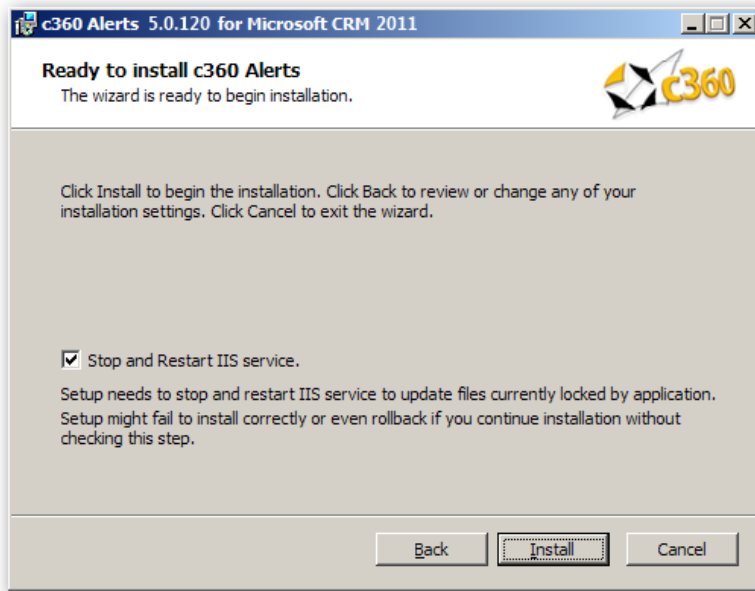 c360 Alerts 5.0.120 for Microsoft CRM 2011
Ready to install c360 Alerts
The wizard is ready to begin installation.
c360
Click Install to begin the installation. Click Back to review or change any of your
installation settings. Click Cancel to exit the wizard.
Stop and Restart IIS service.
Setup needs to stop and restart IIS service to update files currently locked by application.
Setup might fail to install correctly or even rollback if you continue installation without
checking this step.
Back Install Cancel